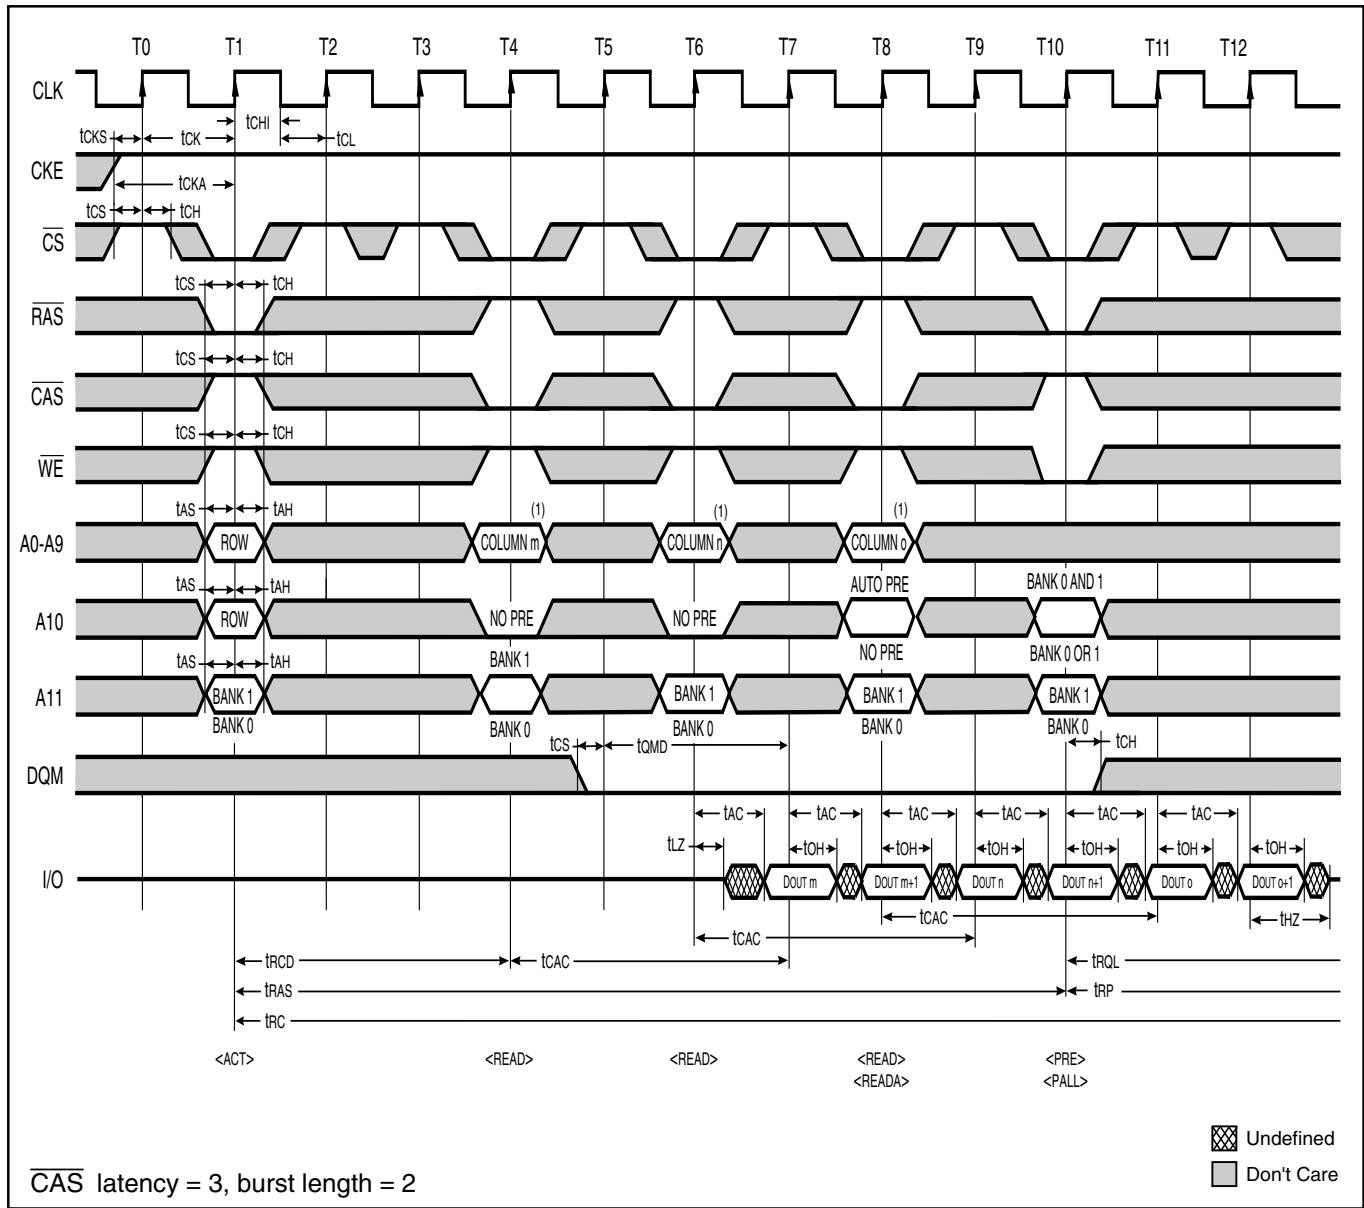 T0 T1 T2 T3 T4 T5 T6 T7 T8 T9 T10 T11 T12
CLK
tCHI
tCKS tCK tCL
CKE
tCKA
tCS tCH
CS
tCS tCH
RAS
tCS tCH
CAS
tCS tCH
WE
tAS tAH (1) (1) (1)
A0-A9 ROW COLUMN m COLUMN n COLUMN o
tAS tAH AUTO PRE BANK 0 AND 1
A10 ROW NO PRE NO PRE
tAS tAH BANK 1 NO PRE BANK 0 OR 1
A11 BANK 1 BANK 1 BANK 1 BANK 1
BANK 0 BANK 0 BANK 0 BANK 0 BANK 0
tCS tQMD tCH
DQM
tAC tAC tAC tAC tAC tAC
tLZ tOH tOH tOH tOH tOH tOH
I/O DOUT m DOUT m+1 DOUT n DOUT n+1 DOUT o DOUT o+1
tCAC tHZ
tCAC
tRCD tCAC tRQL
tRAS tRP
tRC
<ACT> <READ> <READ> <READ> <PRE>
<READA> <PALL>
Undefined
Don't Care
CAS latency = 3, burst length = 2